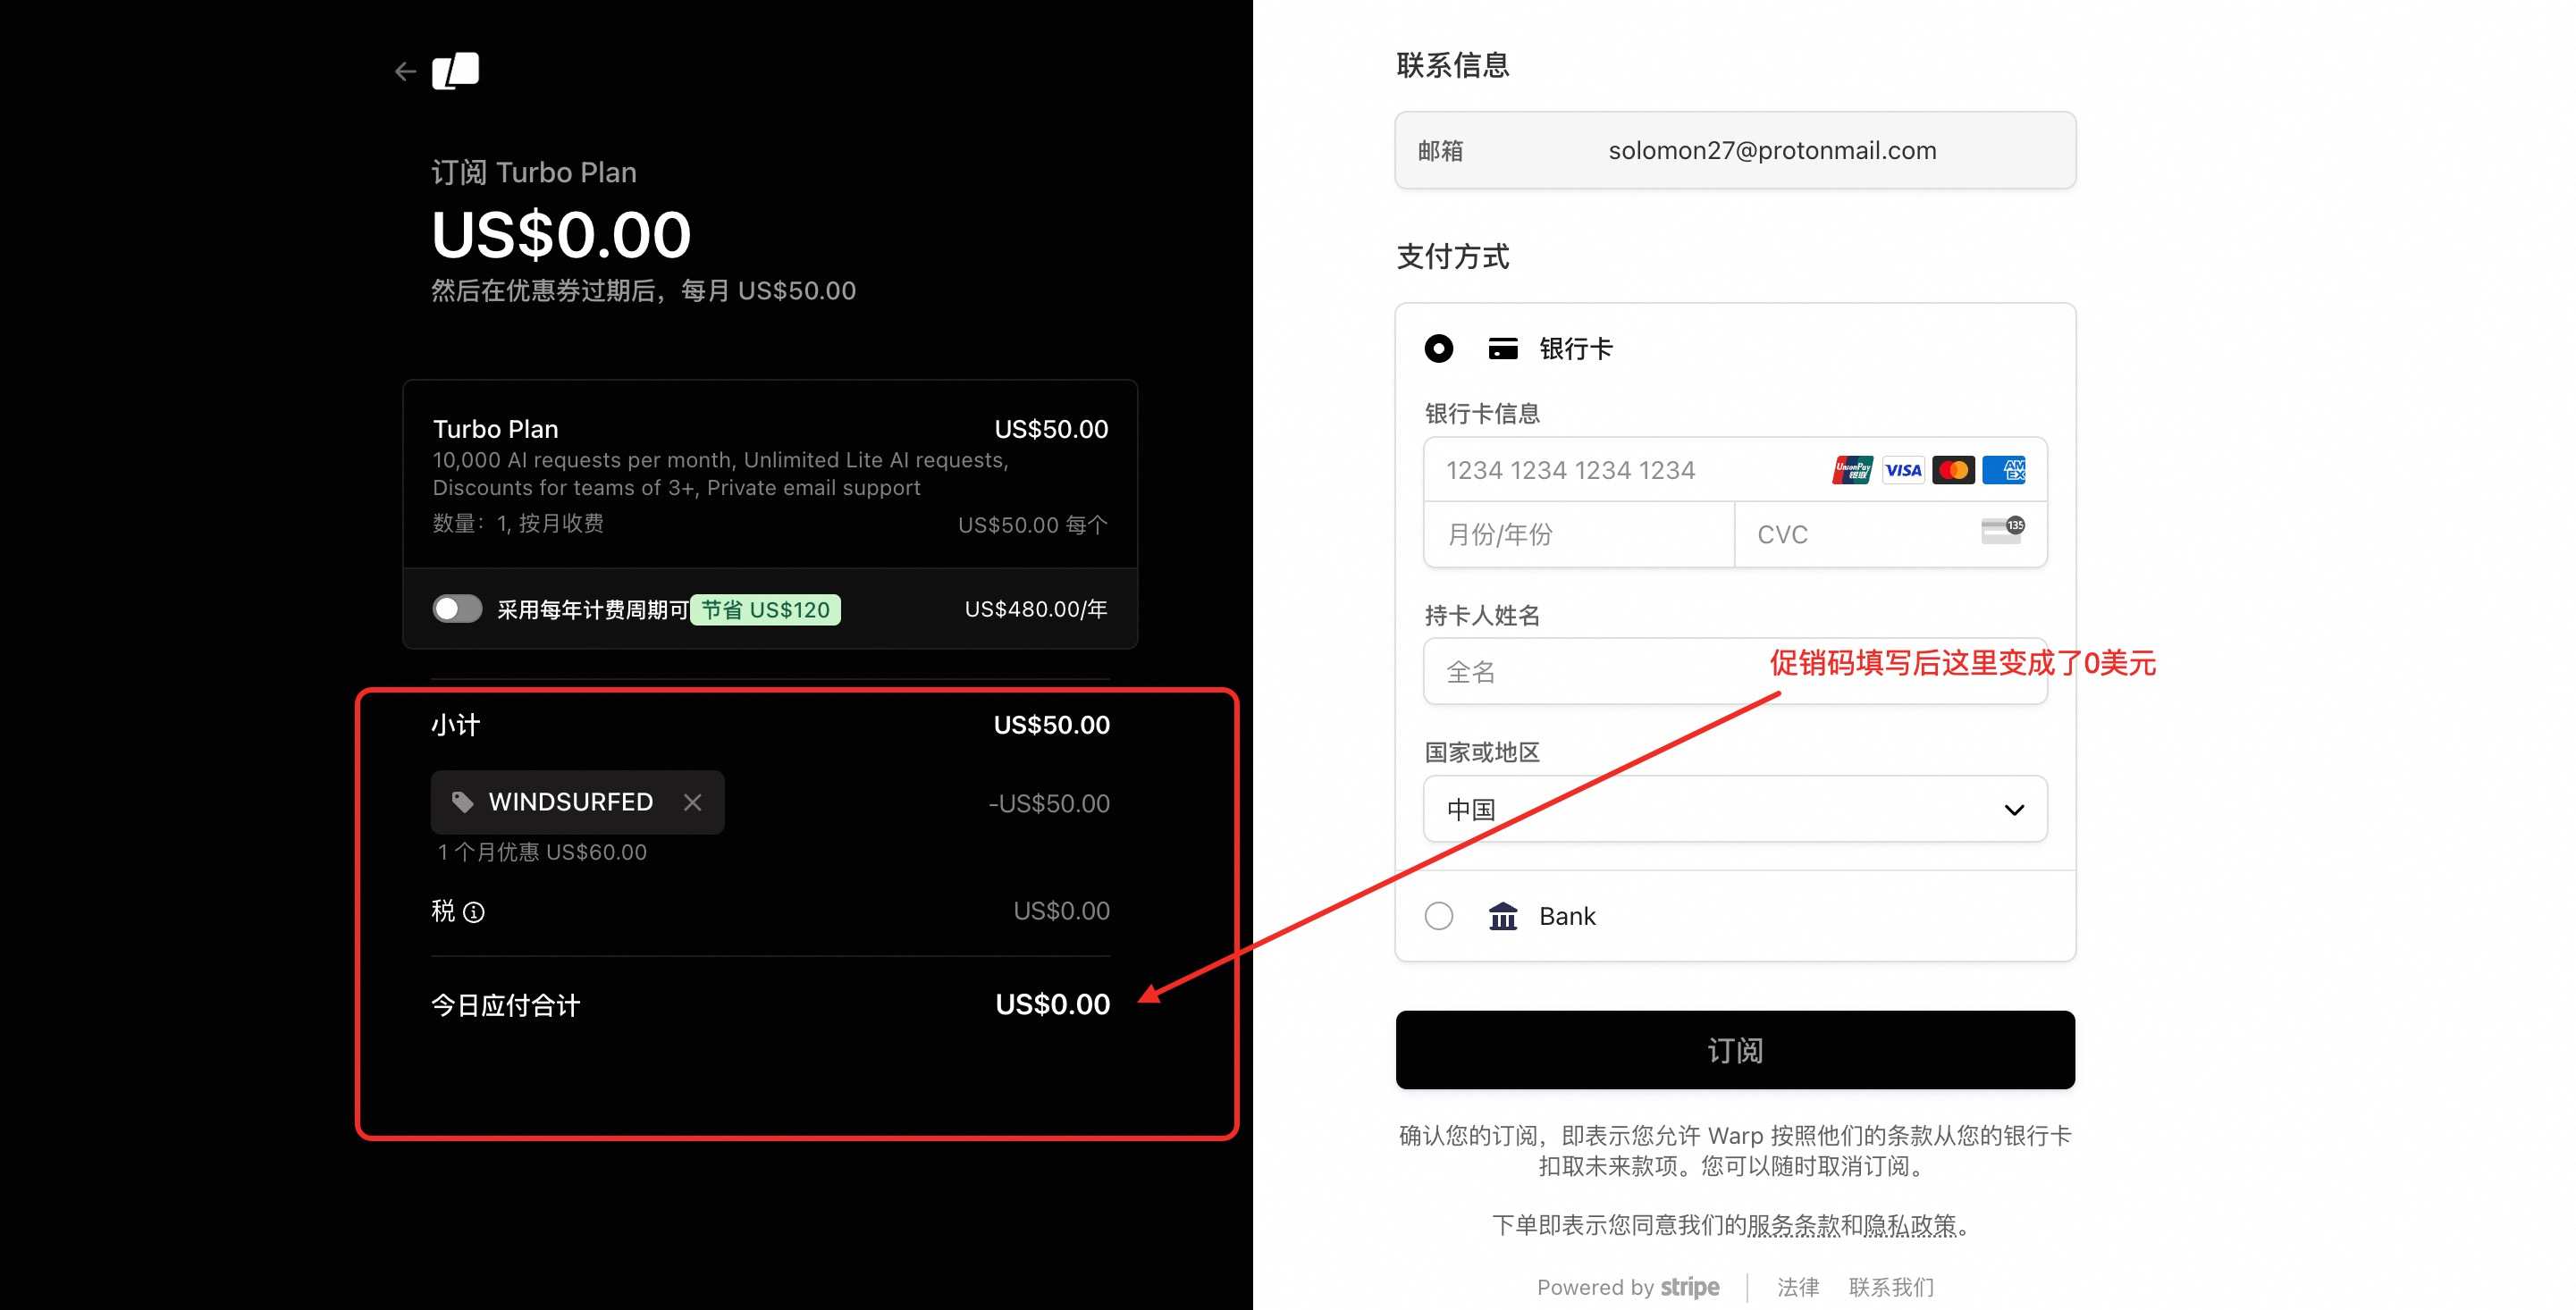 订阅 Turbo Plan
US$0.00
然后在优惠券过期后，每月 US$50.00
Turbo Plan US$50.00
10,000 AI requests per month, Unlimited Lite AI requests,
Discounts for teams of 3+, Private email support
数量：1, 按月收费 US$50.00 每个
采用每年计费周期可 节省 US$120 US$480.00/年
小计 US$50.00
WINDSURFED -US$50.00
1 个月优惠 US$60.00
税 US$0.00
今日应付合计 US$0.00
联系信息
邮箱 solomon27@protonmail.com
支付方式
银行卡
银行卡信息
1234 1234 1234 1234 UnionPay 银联 VISA AMEX
月份/年份 CVC 135
持卡人姓名
促销码填写后这里变成了0美元
全名
国家或地区
中国
Bank
订阅
确认您的订阅，即表示您允许 Warp 按照他们的条款从您的银行卡
扣取未来款项。您可以随时取消订阅。
下单即表示您同意我们的服务条款和隐私政策。
Powered by stripe 法律 联系我们